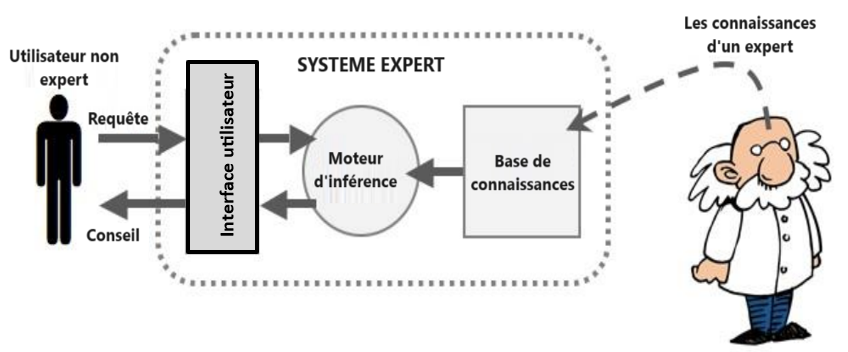 Les connaissances
d'un expert
Utilisateur non
expert
SYSTEME EXPERT
Requête
Interface utilisateur
Moteur
d'inférence
Base de
connaissances
Conseil